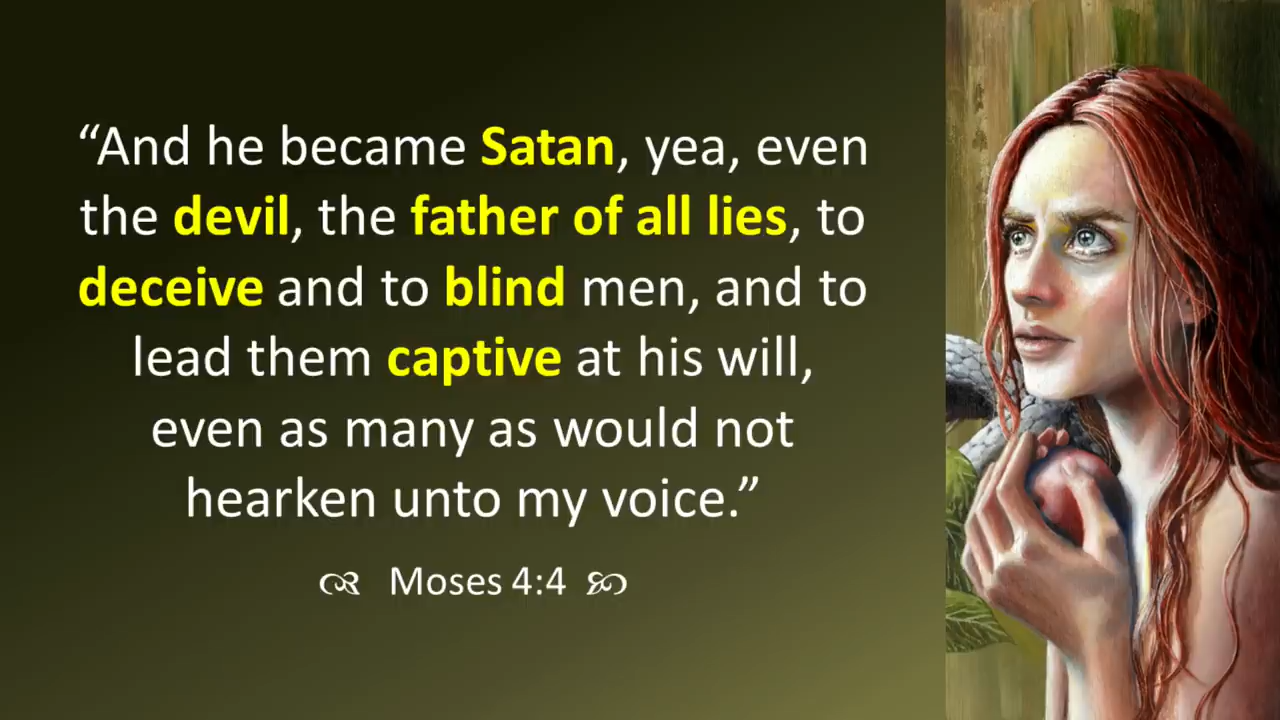 “And he became Satan, yea, even
the devil, the father of all lies, to
deceive and to blind men, and to
lead them captive at his will,
even as many as would not
hearken unto my voice.”
Moses 4:4